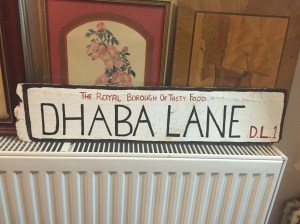 The Royal Borough Of Tasty Food
DHABA LANE D.L.1